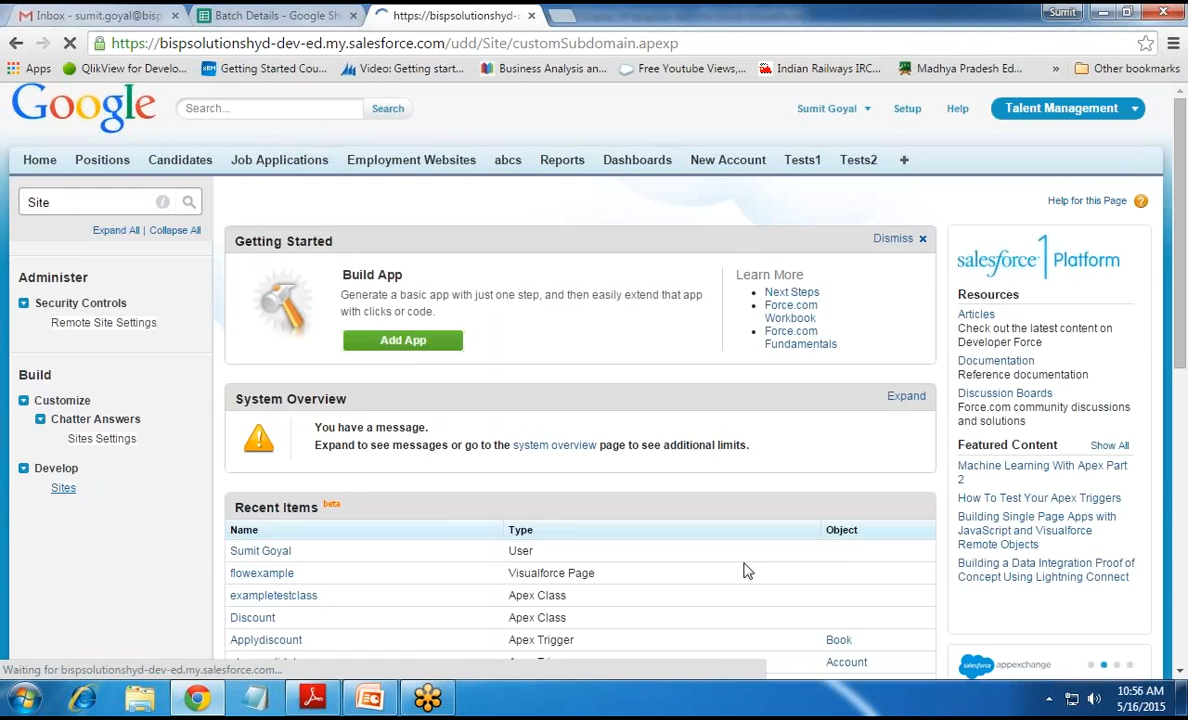 Inbox - sumit.goyal@bisp
Batch Details - Google Sh
https://bispsolutionshyd-
Sumit
https://bispsolutionshyd-dev-ed.my.salesforce.com/udd/Site/customSubdomain.apexp
Apps
QlikView for Develo...
Getting Started Cou...
Video: Getting start...
Business Analysis an...
Free Youtube Views,...
Indian Railways IRC...
Madhya Pradesh Ed...
»
Other bookmarks
Google
Search...
Search
Sumit Goyal
Setup
Help
Talent Management
Home
Positions
Candidates
Job Applications
Employment Websites
abcs
Reports
Dashboards
New Account
Tests1
Tests2
+
Site
Expand All | Collapse All
Administer
Security Controls
Remote Site Settings
Build
Customize
Chatter Answers
Sites Settings
Develop
Sites
Help for this Page
Getting Started
Dismiss
Build App
Generate a basic app with just one step, and then easily extend that app
with clicks or code.
Add App
Learn More
Next Steps
Force.com
Workbook
Force.com
Fundamentals
System Overview
Expand
You have a message.
Expand to see messages or go to the system overview page to see additional limits.
Recent Items beta
Name Type Object
Sumit Goyal User
flowexample Visualforce Page
exampletestclass Apex Class
Discount Apex Class
Applydiscount Apex Trigger Book
Account
salesforce1 Platform
Resources
Articles
Check out the latest content on
Developer Force
Documentation
Reference documentation
Discussion Boards
Force.com community discussions
and solutions
Featured Content
Show All
Machine Learning With Apex Part
2
How To Test Your Apex Triggers
Building Single Page Apps with
JavaScript and Visualforce
Remote Objects
Building a Data Integration Proof of
Concept Using Lightning Connect
salesforce appexchange
Waiting for bispsolutionshyd-dev-ed.my.salesforce.com...
10:56 AM
5/16/2015